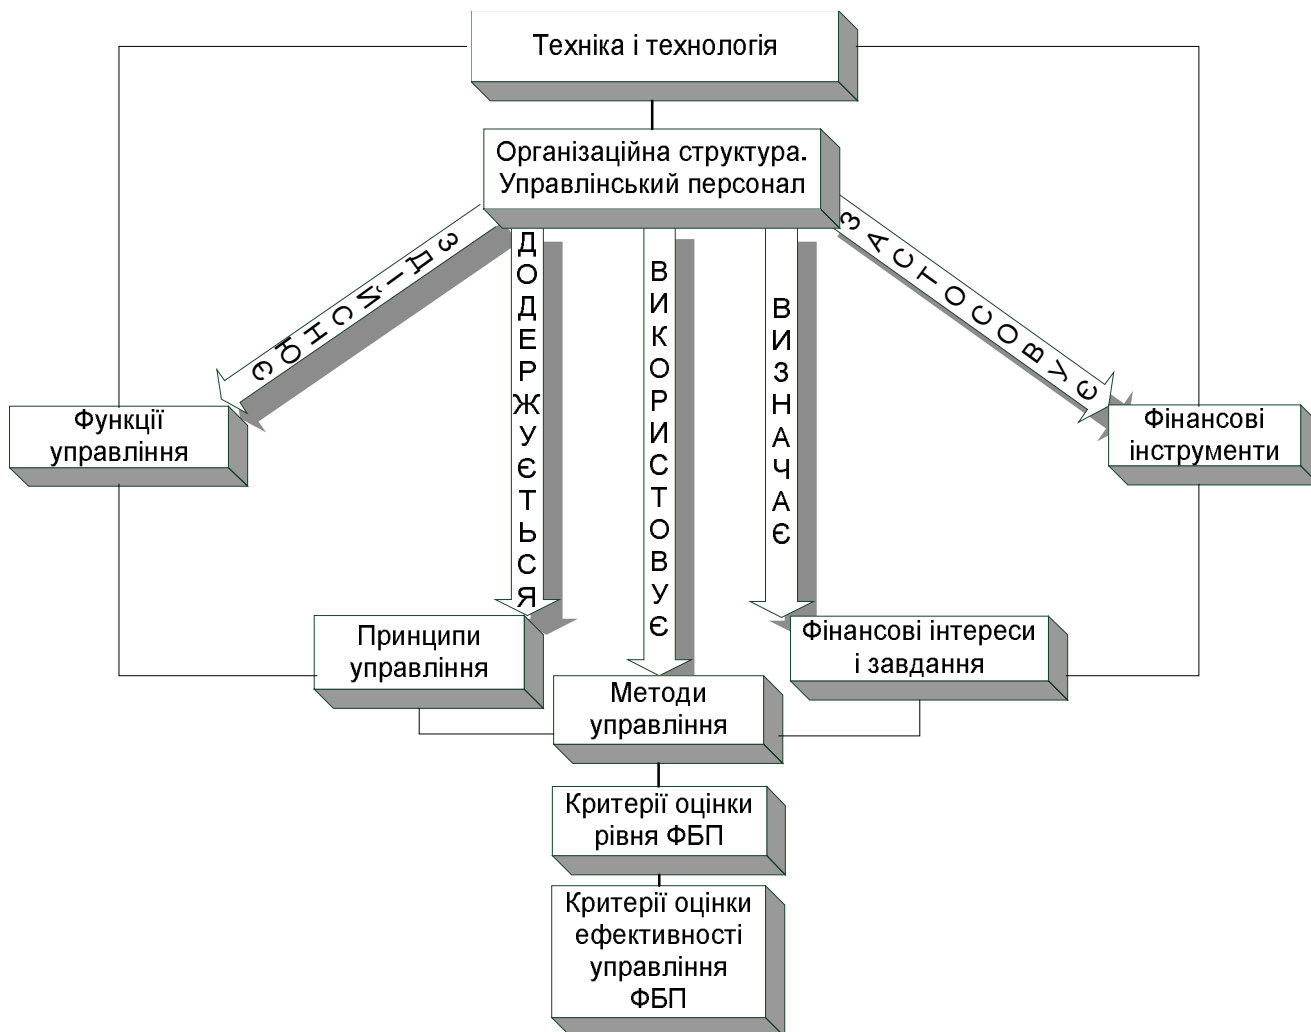 Техніка і технологія
Організаційна структура.
Управлінський персонал
ЗДІЙСНЮЄ
ДОДЕРЖУЄТЬСЯ
ВИКОРИСТОВУЄ
ВИЗНАЧАЄ
ЗАСТОСОВУЄ
Функції
управління
Фінансові
інструменти
Принципи
управління
Фінансові інтереси
і завдання
Методи
управління
Критерії оцінки
рівня ФБП
Критерії оцінки
ефективності
управління
ФБП